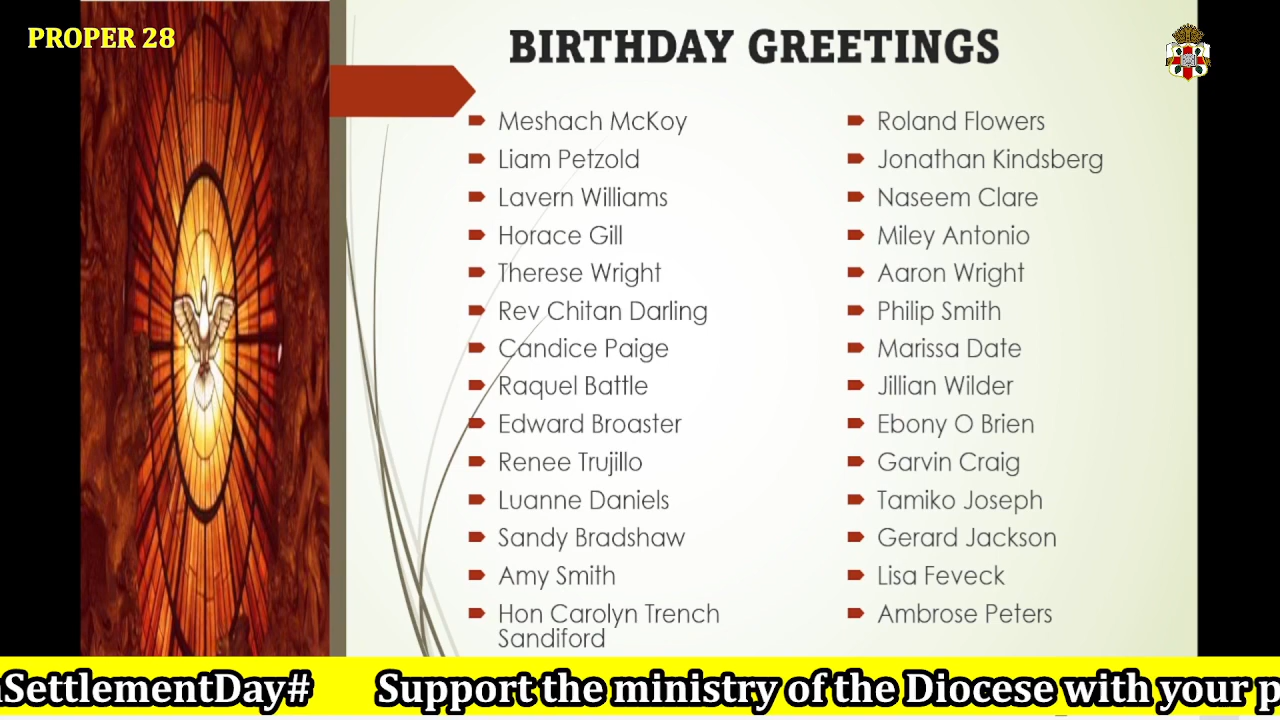 PROPER 28
BIRTHDAY GREETINGS
Meshach McKoy
Liam Petzold
Lavern Williams
Horace Gill
Therese Wright
Rev Chitan Darling
Candice Paige
Raquel Battle
Edward Broaster
Renee Trujillo
Luanne Daniels
Sandy Bradshaw
Amy Smith
Hon Carolyn Trench
Sandiford
Roland Flowers
Jonathan Kindsberg
Naseem Clare
Miley Antonio
Aaron Wright
Philip Smith
Marissa Date
Jillian Wilder
Ebony O Brien
Garvin Craig
Tamiko Joseph
Gerard Jackson
Lisa Feveck
Ambrose Peters
SettlementDay# Support the ministry of the Diocese with your p